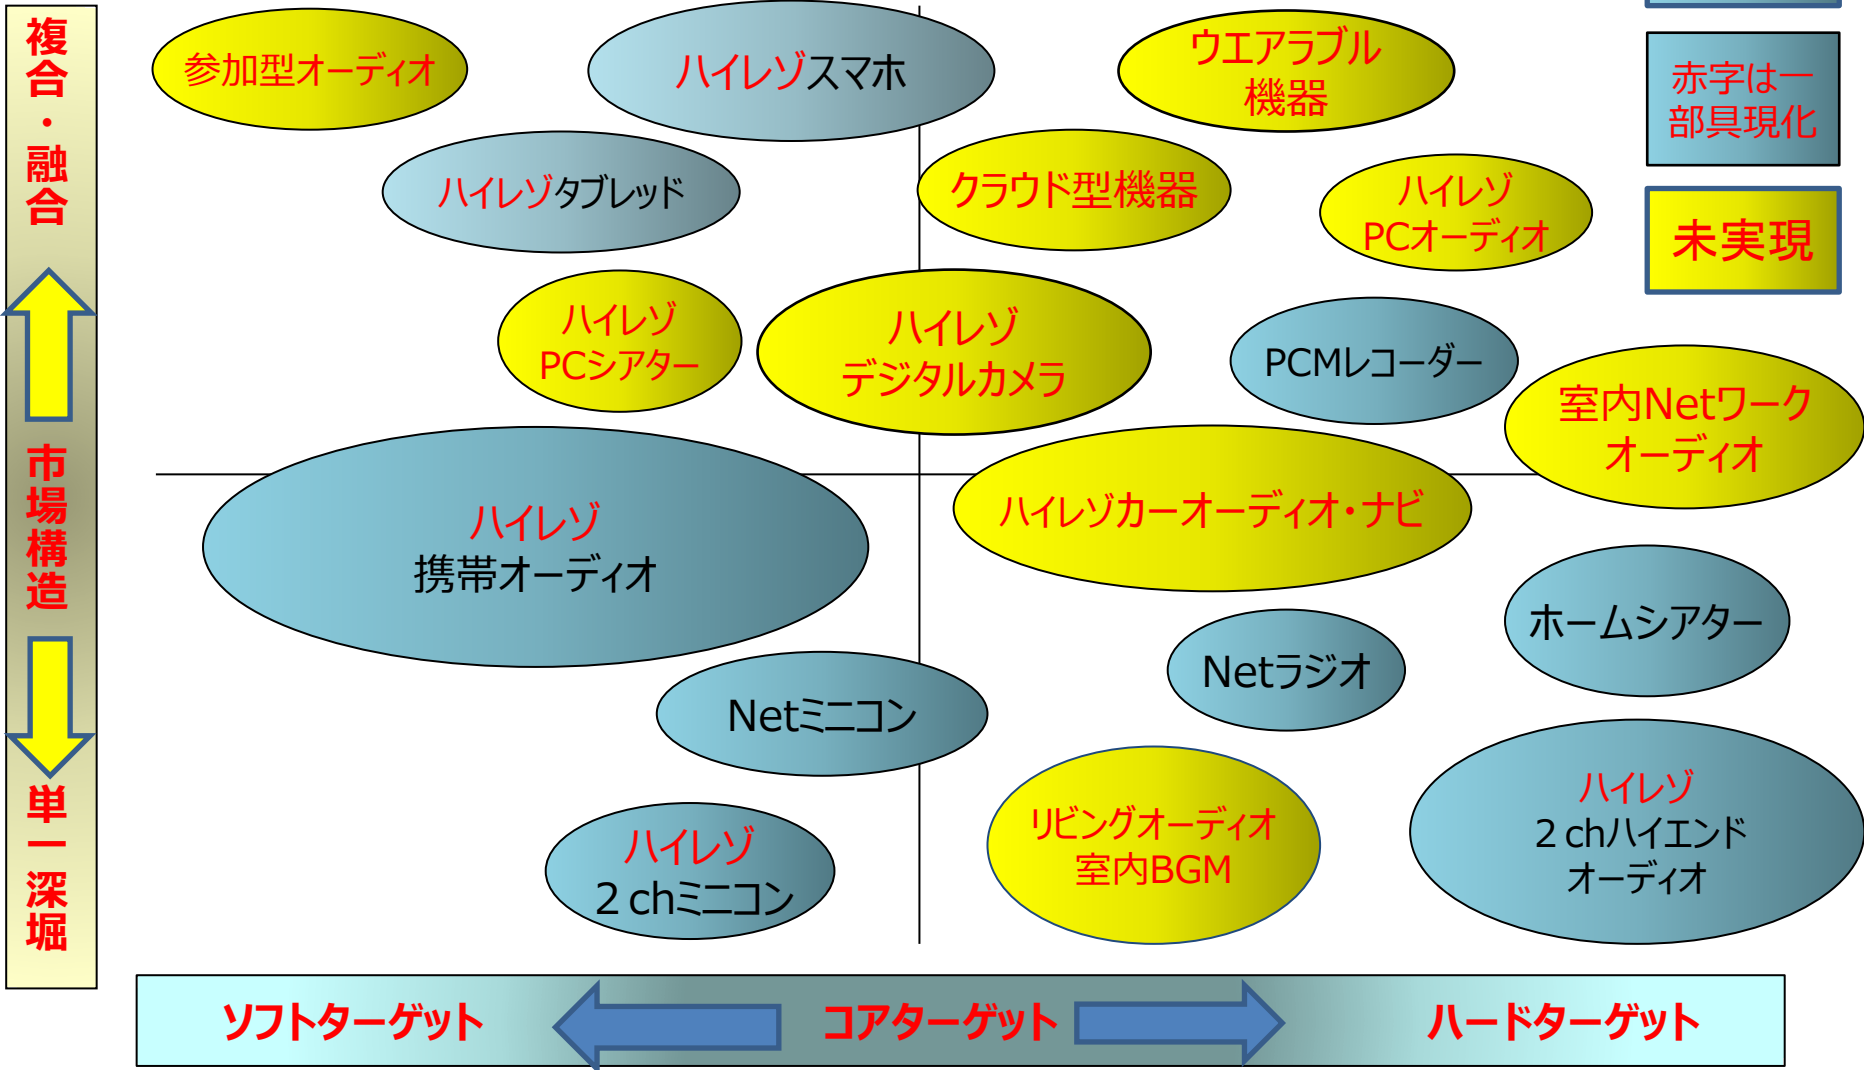 複合・融合
市場構造
単一深堀
参加型オーディオ
ハイレゾスマホ
ウエアラブル
機器
赤字は一
部具現化
ハイレゾタブレッド
クラウド型機器
ハイレゾ
PCオーディオ
未実現
ハイレゾ
PCシアター
ハイレゾ
デジタルカメラ
PCMレコーダー
室内Netワーク
オーディオ
ハイレゾ
携帯オーディオ
ハイレゾカーオーディオ・ナビ
ホームシアター
Netラジオ
Netミニコン
ハイレゾ
２chミニコン
リビングオーディオ
室内BGM
ハイレゾ
２chハイエンド
オーディオ
ソフトターゲット
コアターゲット
ハードターゲット